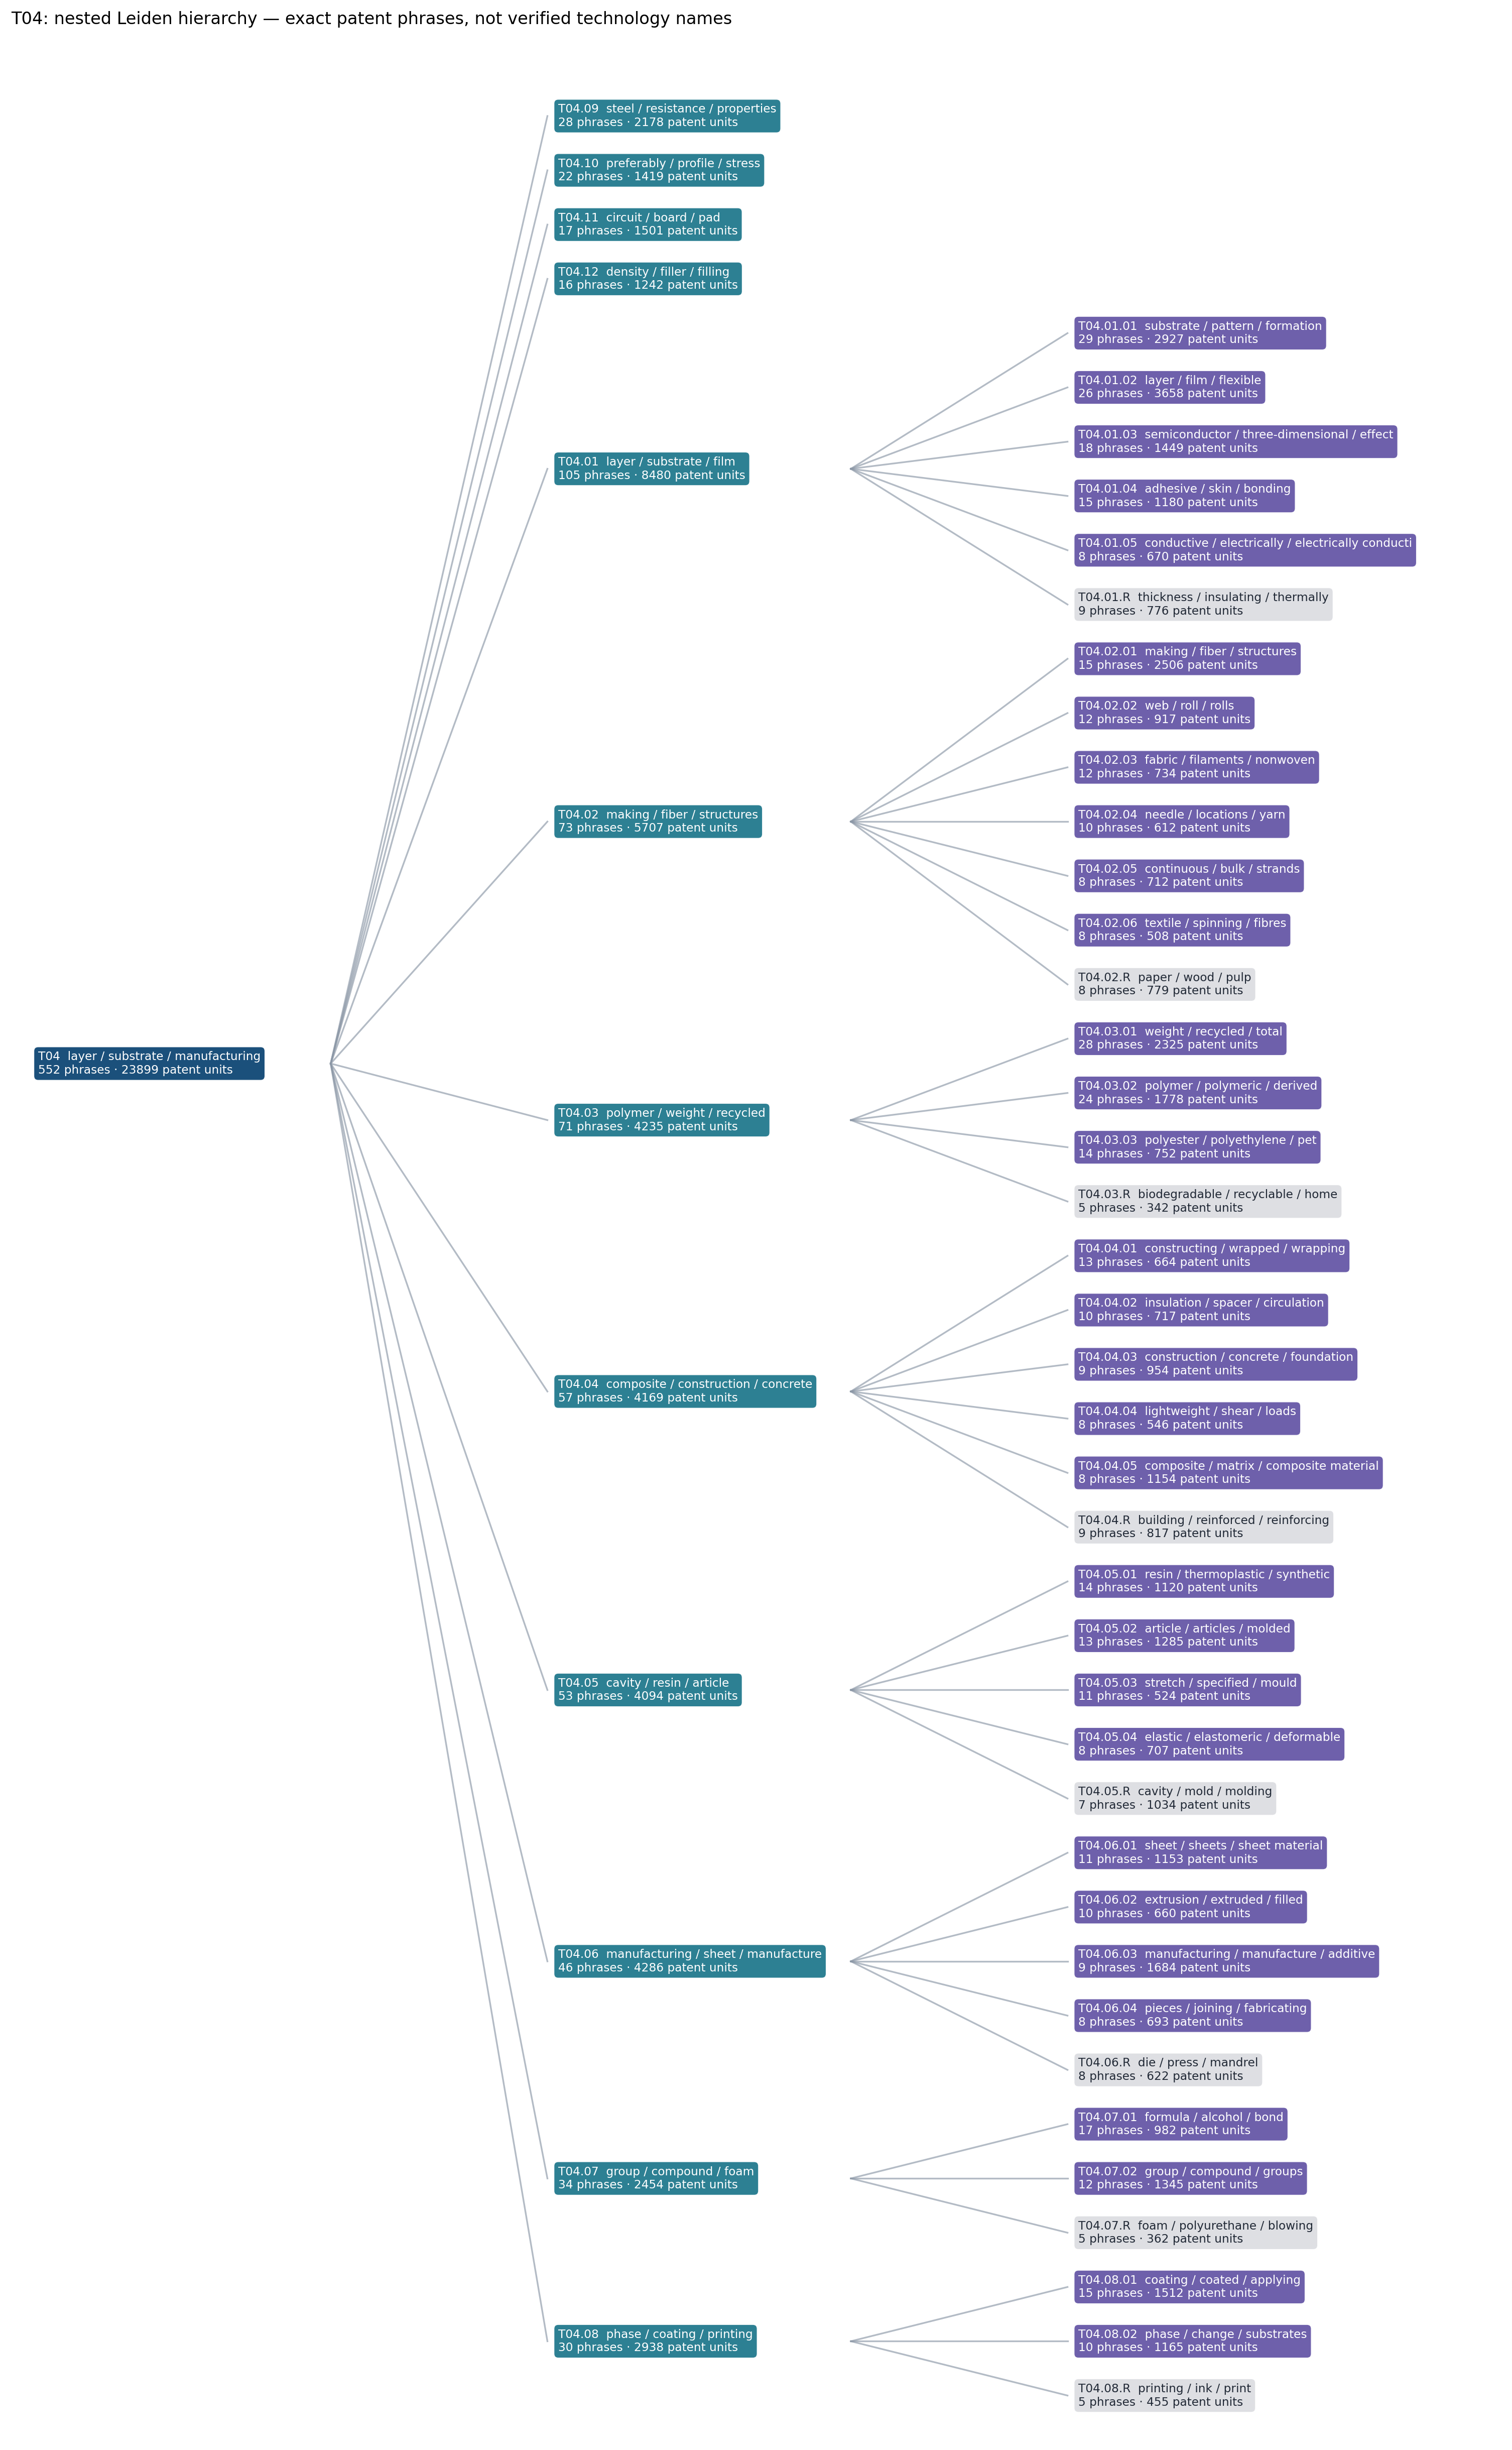 T04: nested Leiden hierarchy — exact patent phrases, not verified technology names
T04.09  steel / resistance / properties
28 phrases · 2178 patent units
T04.10  preferably / profile / stress
22 phrases · 1419 patent units
T04.11  circuit / board / pad
17 phrases · 1501 patent units
T04.12  density / filler / filling
16 phrases · 1242 patent units
T04.01.01  substrate / pattern / formation
29 phrases · 2927 patent units
T04.01.02  layer / film / flexible
26 phrases · 3658 patent units
T04.01.03  semiconductor / three-dimensional / effect
18 phrases · 1449 patent units
T04.01  layer / substrate / film
105 phrases · 8480 patent units
T04.01.04  adhesive / skin / bonding
15 phrases · 1180 patent units
T04.01.05  conductive / electrically / electrically conducti
8 phrases · 670 patent units
T04.01.R  thickness / insulating / thermally
9 phrases · 776 patent units
T04.02.01  making / fiber / structures
15 phrases · 2506 patent units
T04.02.02  web / roll / rolls
12 phrases · 917 patent units
T04.02.03  fabric / filaments / nonwoven
12 phrases · 734 patent units
T04.02  making / fiber / structures
73 phrases · 5707 patent units
T04.02.04  needle / locations / yarn
10 phrases · 612 patent units
T04.02.05  continuous / bulk / strands
8 phrases · 712 patent units
T04.02.06  textile / spinning / fibres
8 phrases · 508 patent units
T04.02.R  paper / wood / pulp
8 phrases · 779 patent units
T04.03.01  weight / recycled / total
28 phrases · 2325 patent units
T04  layer / substrate / manufacturing
552 phrases · 23899 patent units
T04.03.02  polymer / polymeric / derived
24 phrases · 1778 patent units
T04.03  polymer / weight / recycled
71 phrases · 4235 patent units
T04.03.03  polyester / polyethylene / pet
14 phrases · 752 patent units
T04.03.R  biodegradable / recyclable / home
5 phrases · 342 patent units
T04.04.01  constructing / wrapped / wrapping
13 phrases · 664 patent units
T04.04.02  insulation / spacer / circulation
10 phrases · 717 patent units
T04.04.03  construction / concrete / foundation
9 phrases · 954 patent units
T04.04  composite / construction / concrete
57 phrases · 4169 patent units
T04.04.04  lightweight / shear / loads
8 phrases · 546 patent units
T04.04.05  composite / matrix / composite material
8 phrases · 1154 patent units
T04.04.R  building / reinforced / reinforcing
9 phrases · 817 patent units
T04.05.01  resin / thermoplastic / synthetic
14 phrases · 1120 patent units
T04.05.02  article / articles / molded
13 phrases · 1285 patent units
T04.05  cavity / resin / article
53 phrases · 4094 patent units
T04.05.03  stretch / specified / mould
11 phrases · 524 patent units
T04.05.04  elastic / elastomeric / deformable
8 phrases · 707 patent units
T04.05.R  cavity / mold / molding
7 phrases · 1034 patent units
T04.06.01  sheet / sheets / sheet material
11 phrases · 1153 patent units
T04.06.02  extrusion / extruded / filled
10 phrases · 660 patent units
T04.06  manufacturing / sheet / manufacture
46 phrases · 4286 patent units
T04.06.03  manufacturing / manufacture / additive
9 phrases · 1684 patent units
T04.06.04  pieces / joining / fabricating
8 phrases · 693 patent units
T04.06.R  die / press / mandrel
8 phrases · 622 patent units
T04.07.01  formula / alcohol / bond
17 phrases · 982 patent units
T04.07  group / compound / foam
34 phrases · 2454 patent units
T04.07.02  group / compound / groups
12 phrases · 1345 patent units
T04.07.R  foam / polyurethane / blowing
5 phrases · 362 patent units
T04.08.01  coating / coated / applying
15 phrases · 1512 patent units
T04.08  phase / coating / printing
30 phrases · 2938 patent units
T04.08.02  phase / change / substrates
10 phrases · 1165 patent units
T04.08.R  printing / ink / print
5 phrases · 455 patent units